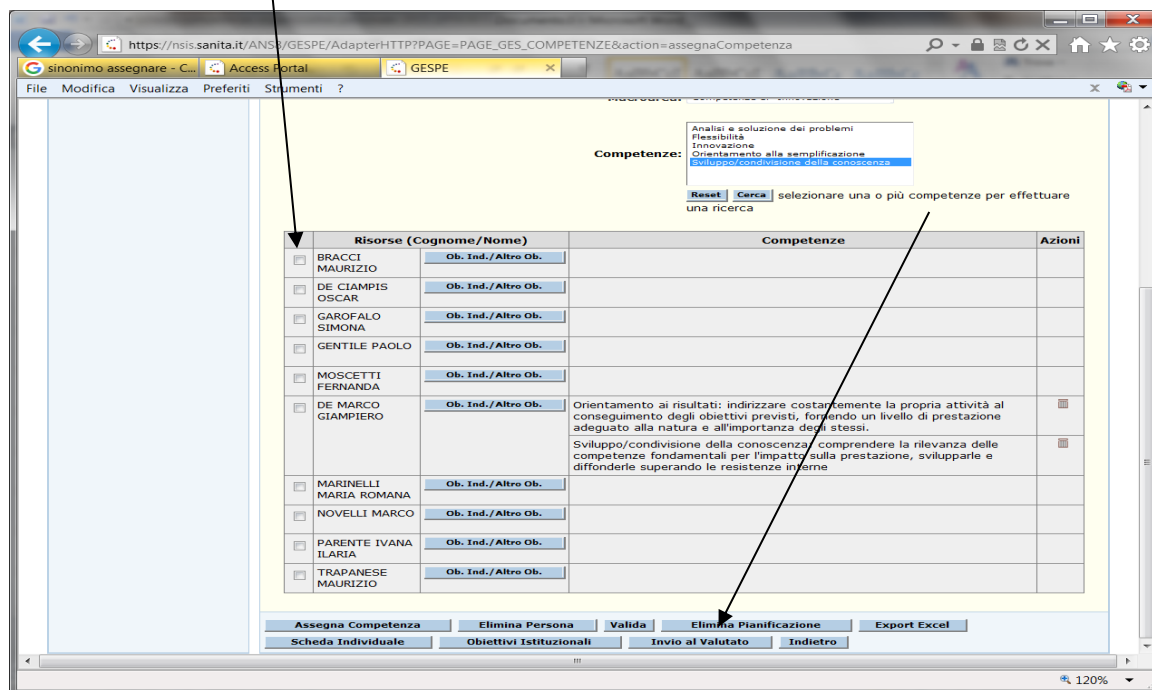 https://nsis.sanita.it/ANSB/GESPE/AdapterHTTP?PAGE=PAGE_GES_COMPETENZE&action=assegnaCompetenza
sinonimo assegnare - C...
Access Portal
GESPE
File Modifica Visualizza Preferiti Strumenti ?
Competenze:
Analisi e soluzione dei problemi
Flessibilità
Innovazione
Orientamento alla semplificazione
Sviluppo/condivisione della conoscenza
Reset Cerca selezionare una o più competenze per effettuare
una ricerca
Risorse (Cognome/Nome) Competenze Azioni
BRACCI
MAURIZIO
Ob. Ind./Altro Ob.
DE CIAMPIS
OSCAR
Ob. Ind./Altro Ob.
GAROFALO
SIMONA
Ob. Ind./Altro Ob.
GENTILE PAOLO
Ob. Ind./Altro Ob.
MOSCETTI
FERNANDA
Ob. Ind./Altro Ob.
DE MARCO
GIAMPIERO
Ob. Ind./Altro Ob.
Orientamento ai risultati: indirizzare costantemente la propria attività al
conseguimento degli obiettivi previsti, fornendo un livello di prestazione
adeguato alla natura e all'importanza degli stessi.
Sviluppo/condivisione della conoscenza: comprendere la rilevanza delle
competenze fondamentali per l'impatto sulla prestazione, svilupparle e
diffonderle superando le resistenze interne
MARINELLI
MARIA ROMANA
Ob. Ind./Altro Ob.
NOVELLI MARCO
Ob. Ind./Altro Ob.
PARENTE IVANA
ILARIA
Ob. Ind./Altro Ob.
TRAPANESE
MAURIZIO
Ob. Ind./Altro Ob.
Assegna Competenza Elimina Persona Valida Elimina Pianificazione Export Excel
Scheda Individuale Obiettivi Istituzionali Invio al Valutato Indietro
120%